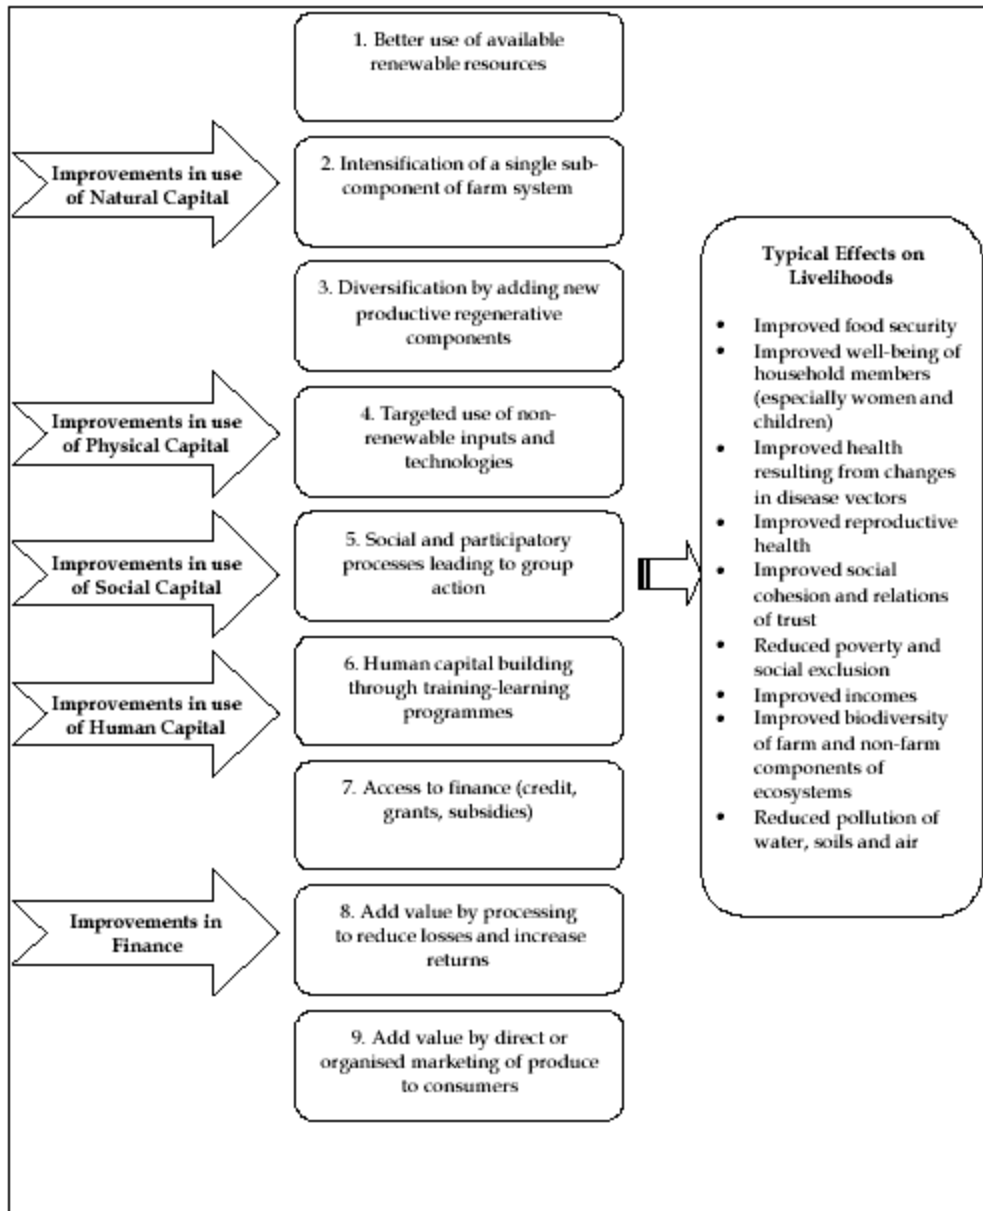 1. Better use of available
renewable resources
Improvements in use
of Natural Capital
2. Intensification of a single sub-
component of farm system
3. Diversification by adding new
productive regenerative
components
Improvements in use
of Physical Capital
4. Targeted use of non-
renewable inputs and
technologies
Improvements in use
of Social Capital
5. Social and participatory
processes leading to group
action
Improvements in use
of Human Capital
6. Human capital building
through training-learning
programmes
7. Access to finance (credit,
grants, subsidies)
Improvements in
Finance
8. Add value by processing
to reduce losses and increase
returns
9. Add value by direct or
organised marketing of produce
to consumers
Typical Effects on
Livelihoods
• Improved food security
• Improved well-being of
household members
(especially women and
children)
• Improved health
resulting from changes
in disease vectors
• Improved reproductive
health
• Improved social
cohesion and relations
of trust
• Reduced poverty and
social exclusion
• Improved incomes
• Improved biodiversity
of farm and non-farm
components of
ecosystems
• Reduced pollution of
water, soils and air